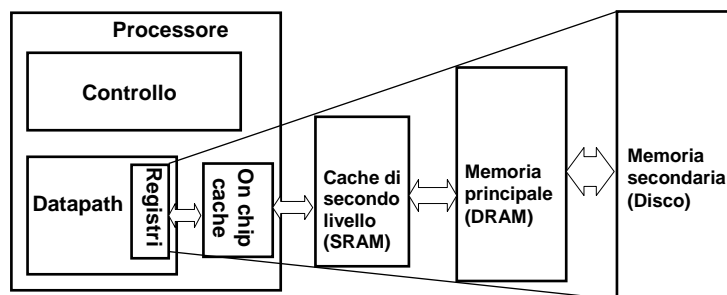 Processore
Controllo
Datapath
Registri
On chip
cache
Cache di
secondo
livello
(SRAM)
Memoria
principale
(DRAM)
Memoria
secondaria
(Disco)